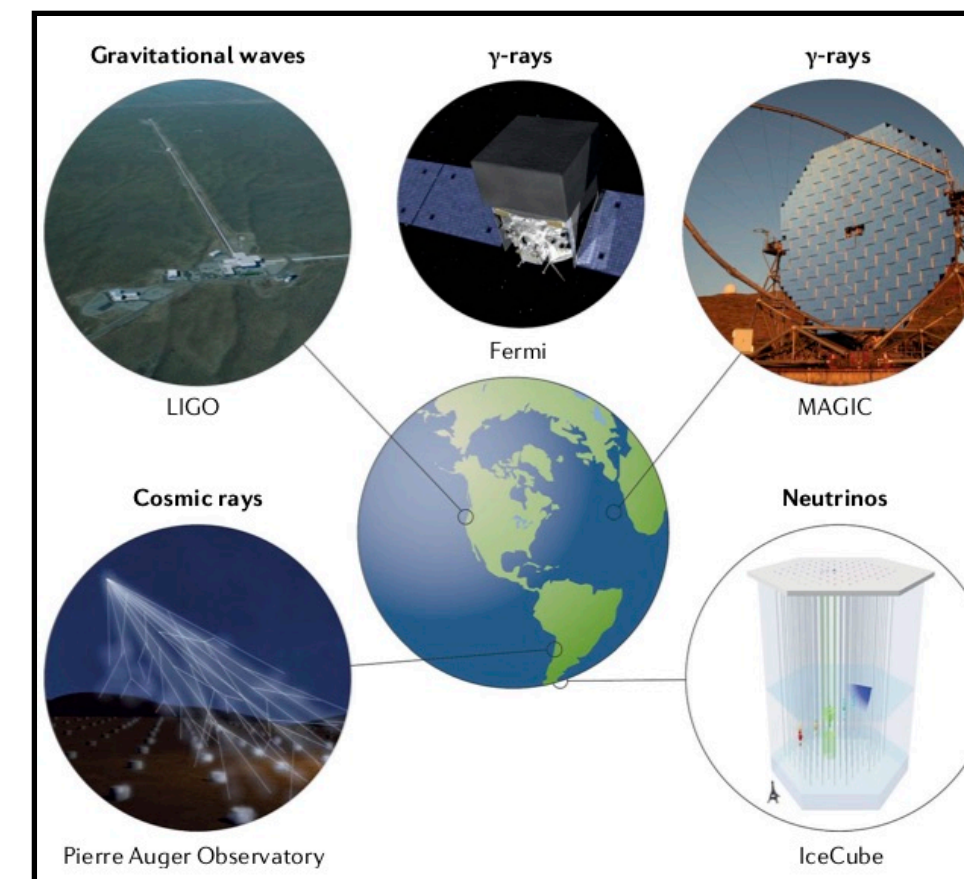 Gravitational waves
γ-rays
γ-rays
LIGO
Fermi
MAGIC
Cosmic rays
Neutrinos
Pierre Auger Observatory
IceCube